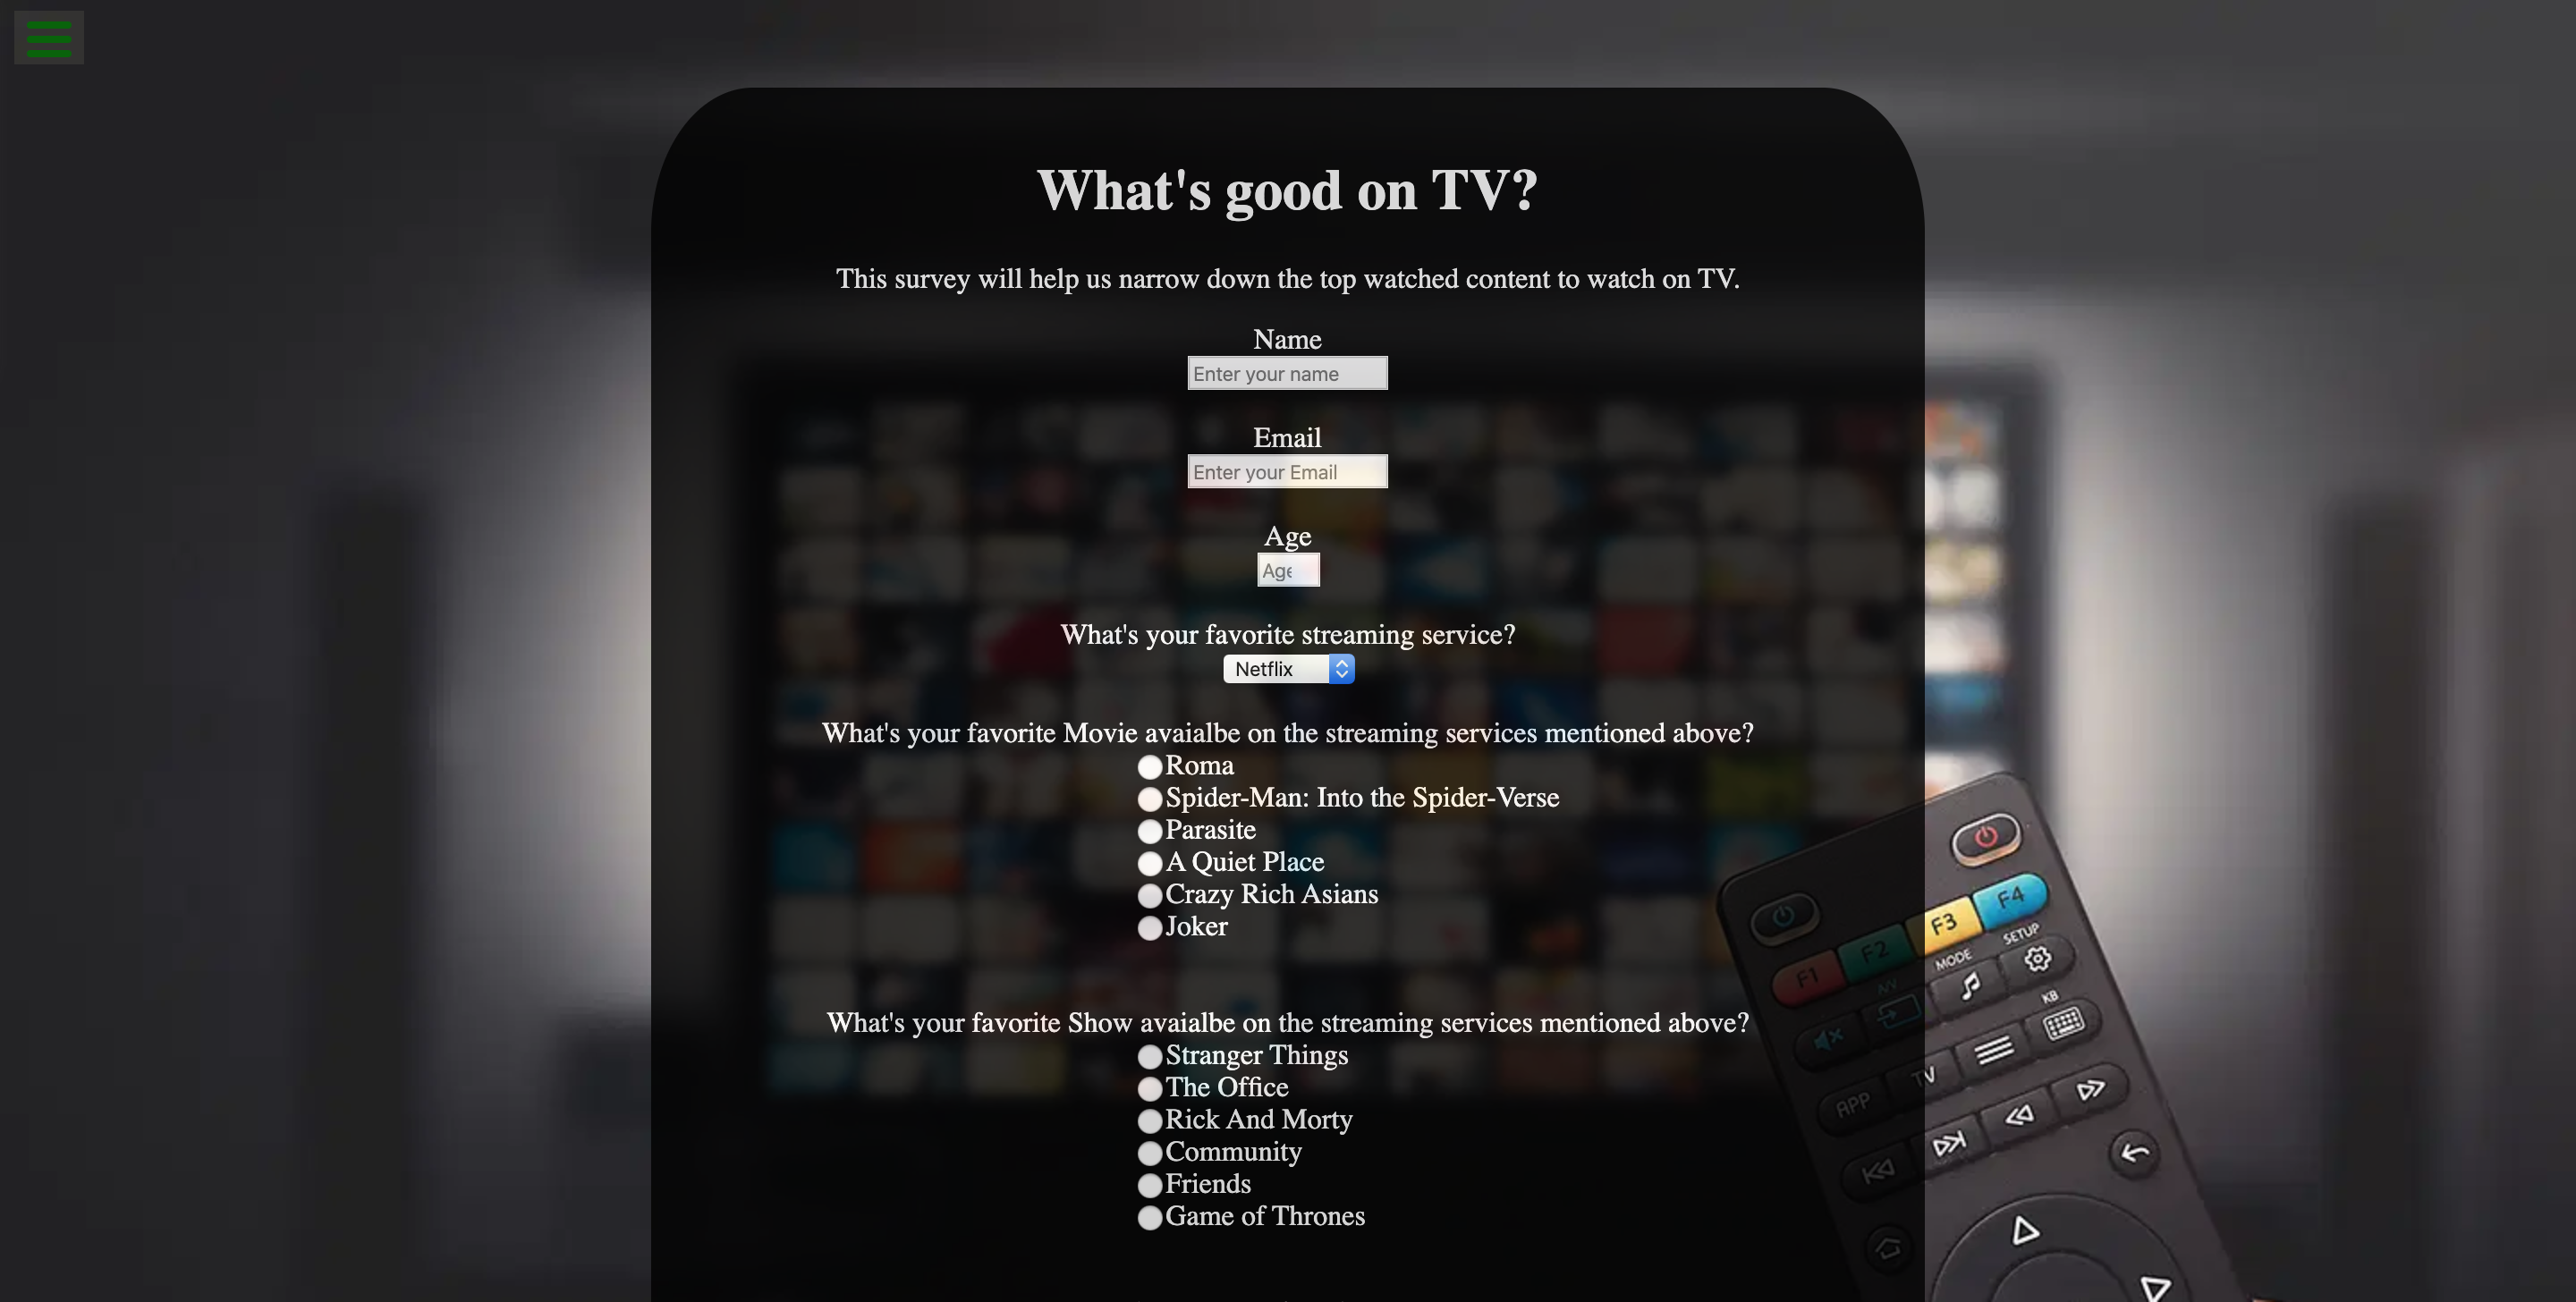 What's good on TV?
This survey will help us narrow down the top watched content to watch on TV.
Name
Enter your name
Email
Enter your Email
Age
Age
What's your favorite streaming service?
Netflix
What's your favorite Movie avaialbe on the streaming services mentioned above?
Roma
Spider-Man: Into the Spider-Verse
Parasite
A Quiet Place
Crazy Rich Asians
Joker
What's your favorite Show avaialbe on the streaming services mentioned above?
Stranger Things
The Office
Rick And Morty
Community
Friends
Game of Thrones
F1 F2 F3 F4
A/V MODE SETUP
KB
APP TV